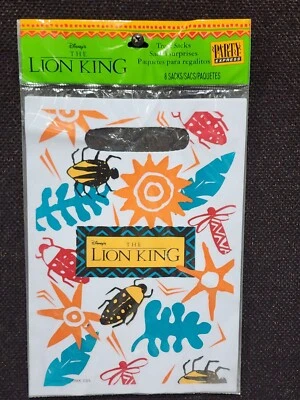 Disney's
THE
LION KING
Treat Sacks
Sacs à surprises
Paquetes para regalitos
8 SACKS/SACS/PAQUETES
PARTY
EXPRESS
Disney's
THE
LION KING